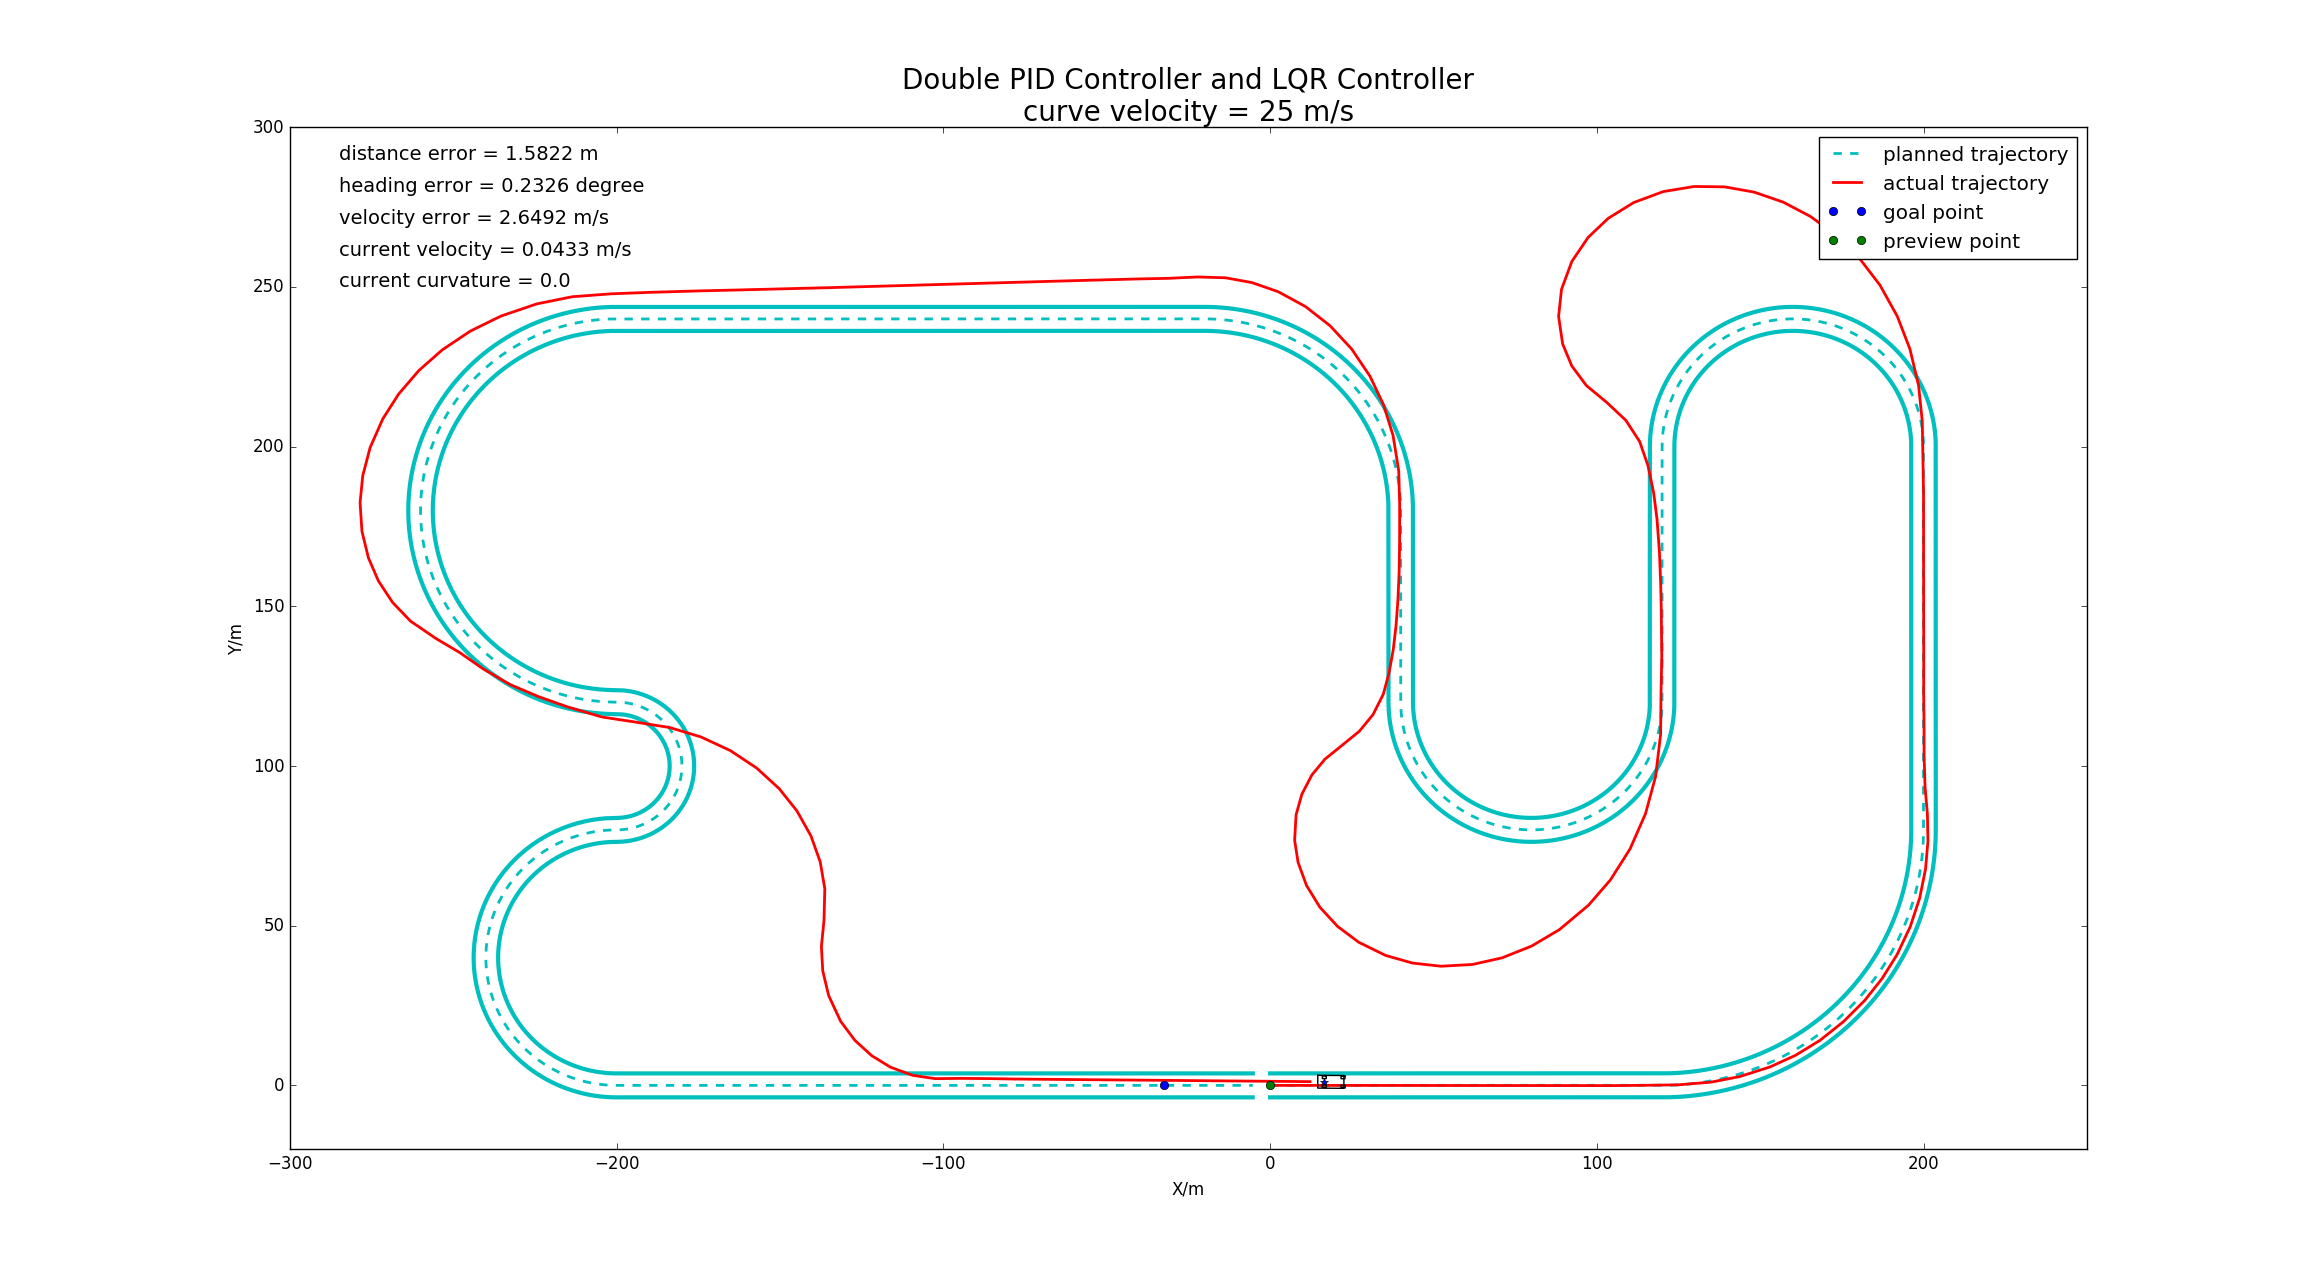 Double PID Controller and LQR Controller
curve velocity = 25 m/s
distance error = 1.5822 m
heading error = 0.2326 degree
velocity error = 2.6492 m/s
current velocity = 0.0433 m/s
current curvature = 0.0
planned trajectory
actual trajectory
goal point
preview point
300
250
200
150
100
50
0
Y/m
−300
−200
−100
0
100
200
X/m